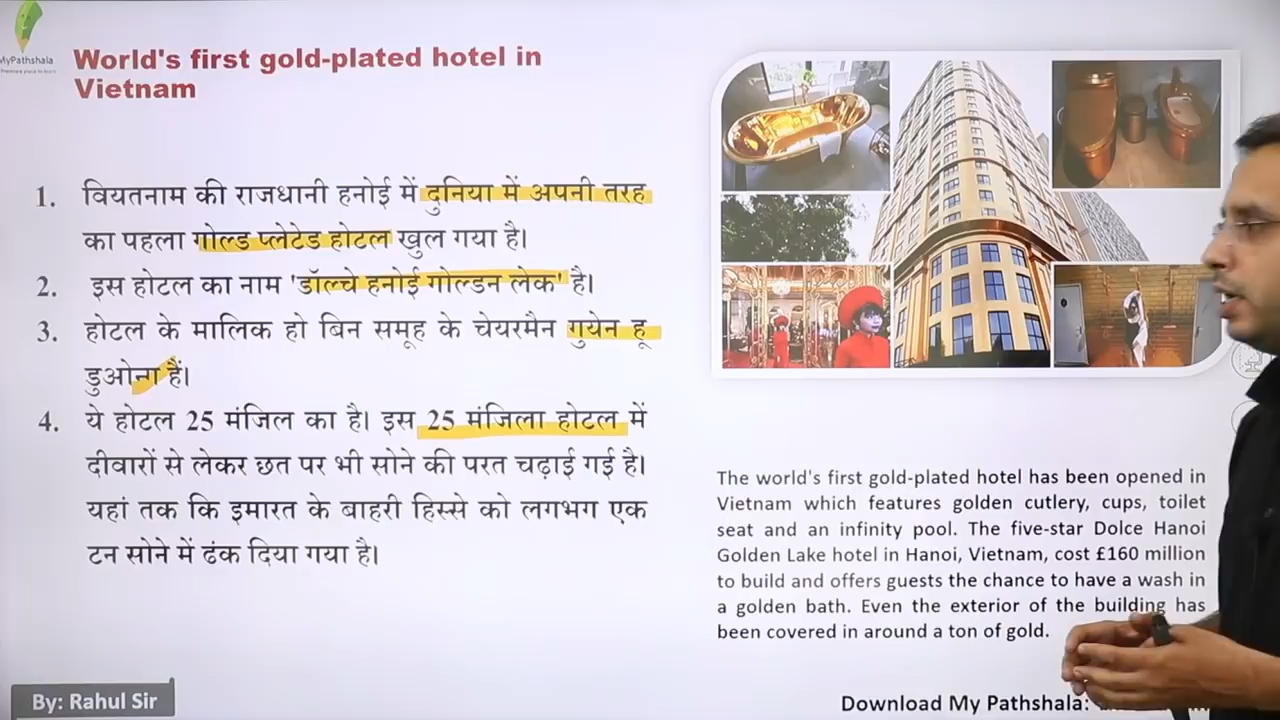 MyPathshala
World's first gold-plated hotel in
Vietnam
1. वियतनाम की राजधानी हनोई में दुनिया में अपनी तरह
का पहला गोल्ड प्लेटेड होटल खुल गया है।
2. इस होटल का नाम 'डॉल्चे हनोई गोल्डन लेक' है।
3. होटल के मालिक हो बिन समूह के चेयरमैन गुयेन हू
डुओना हैं।
4. ये होटल 25 मंजिल का है। इस 25 मंजिला होटल में
दीवारों से लेकर छत पर भी सोने की परत चढ़ाई गई है।
यहां तक कि इमारत के बाहरी हिस्से को लगभग एक
टन सोने में ढंक दिया गया है।
The world's first gold-plated hotel has been opened in
Vietnam which features golden cutlery, cups, toilet
seat and an infinity pool. The five-star Dolce Hanoi
Golden Lake hotel in Hanoi, Vietnam, cost £160 million
to build and offers guests the chance to have a wash in
a golden bath. Even the exterior of the building has
been covered in around a ton of gold.
By: Rahul Sir
Download My Pathshala: